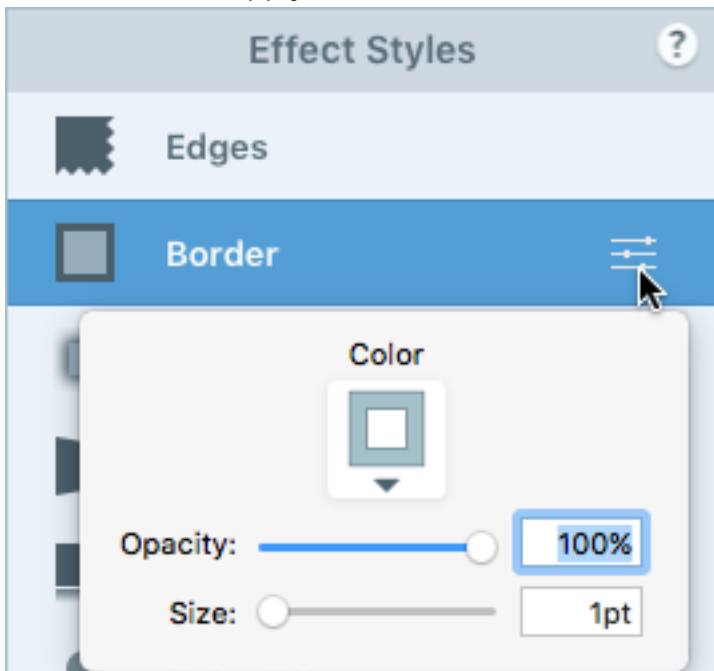 Effect Styles ?
Edges
Border
Color
Opacity: 100%
Size: 1pt